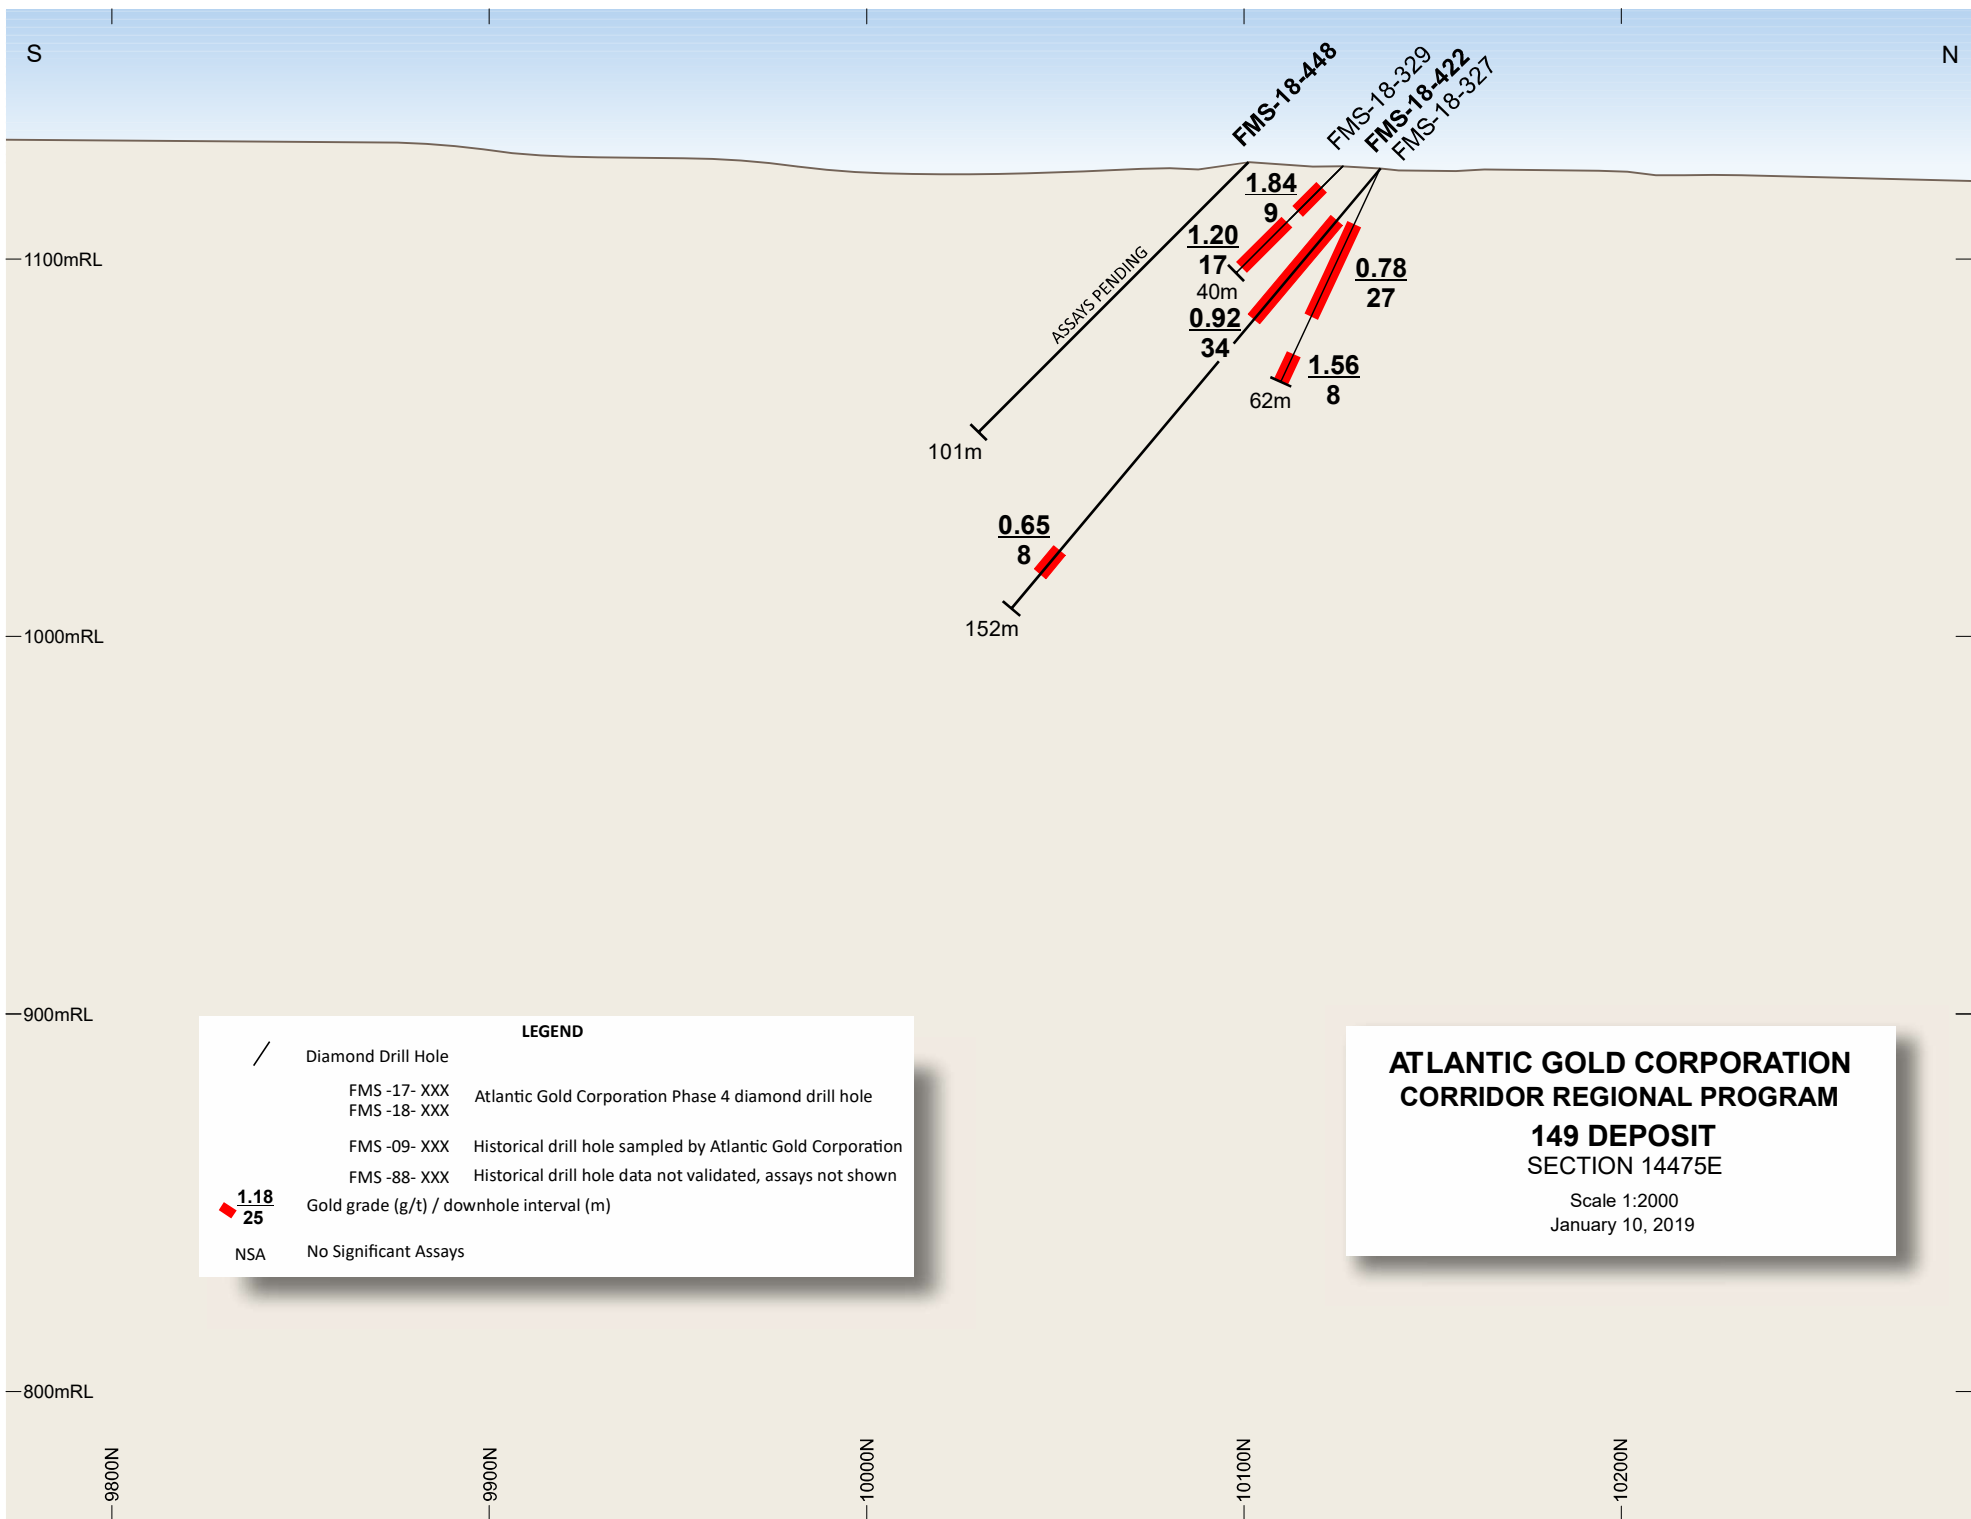 S
N
FMS-18-448
FMS-18-329
FMS-18-422
FMS-18-327
1.84
9
1.20
17
40m
0.92
34
0.78
27
1.56
8
62m
ASSAYS PENDING
101m
0.65
8
152m
1100mRL
1000mRL
900mRL
800mRL
LEGEND
Diamond Drill Hole
FMS -17- XXX
FMS -18- XXX
Atlantic Gold Corporation Phase 4 diamond drill hole
FMS -09- XXX Historical drill hole sampled by Atlantic Gold Corporation
FMS -88- XXX Historical drill hole data not validated, assays not shown
1.18
25
Gold grade (g/t) / downhole interval (m)
NSA No Significant Assays
ATLANTIC GOLD CORPORATION
CORRIDOR REGIONAL PROGRAM
149 DEPOSIT
SECTION 14475E
Scale 1:2000
January 10, 2019
9800N
9900N
10000N
10100N
10200N